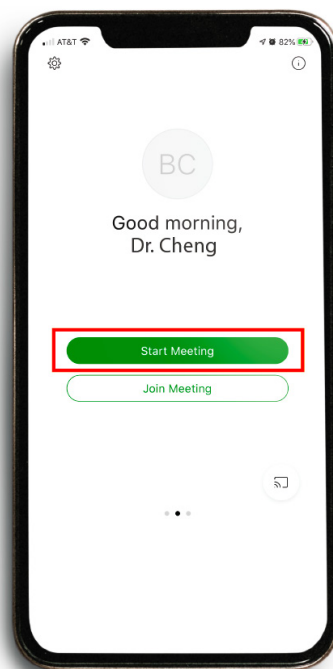 AT&T 82%
BC
Good morning,
Dr. Cheng
Start Meeting
Join Meeting